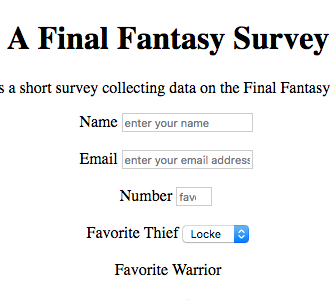 A Final Fantasy Survey
s a short survey collecting data on the Final Fantasy
Name enter your name
Email enter your email address
Number favo
Favorite Thief Locke
Favorite Warrior